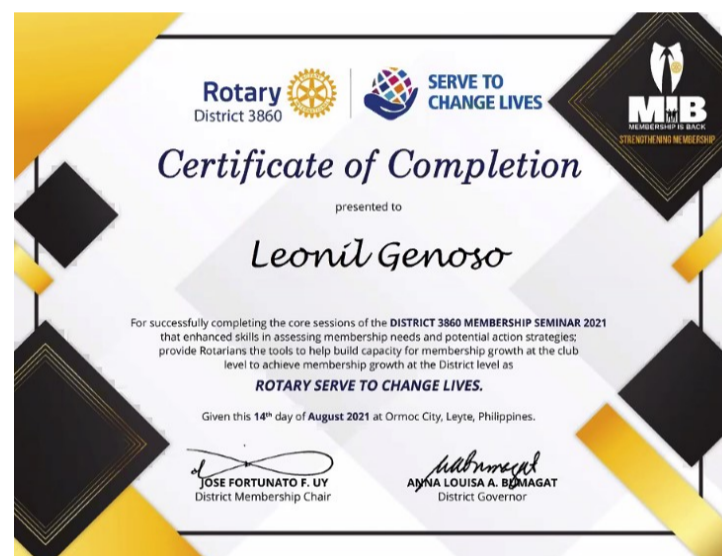 Rotary
District 3860
SERVE TO
CHANGE LIVES
M B
MEMBERSHIP IS BACK
STRENGTHENING MEMBERSHIP
Certificate of Completion
presented to
Leonil Genoso
For successfully completing the core sessions of the DISTRICT 3860 MEMBERSHIP SEMINAR 2021
that enhanced skills in assessing membership needs and potential action strategies;
provide Rotarians the tools to help build capacity for membership growth at the club
level to achieve membership growth at the District level as
ROTARY SERVE TO CHANGE LIVES.
Given this 14th day of August 2021 at Ormoc City, Leyte, Philippines.
JOSE FORTUNATO F. UY
District Membership Chair
ANNA LOUISA A. BUMAGAT
District Governor